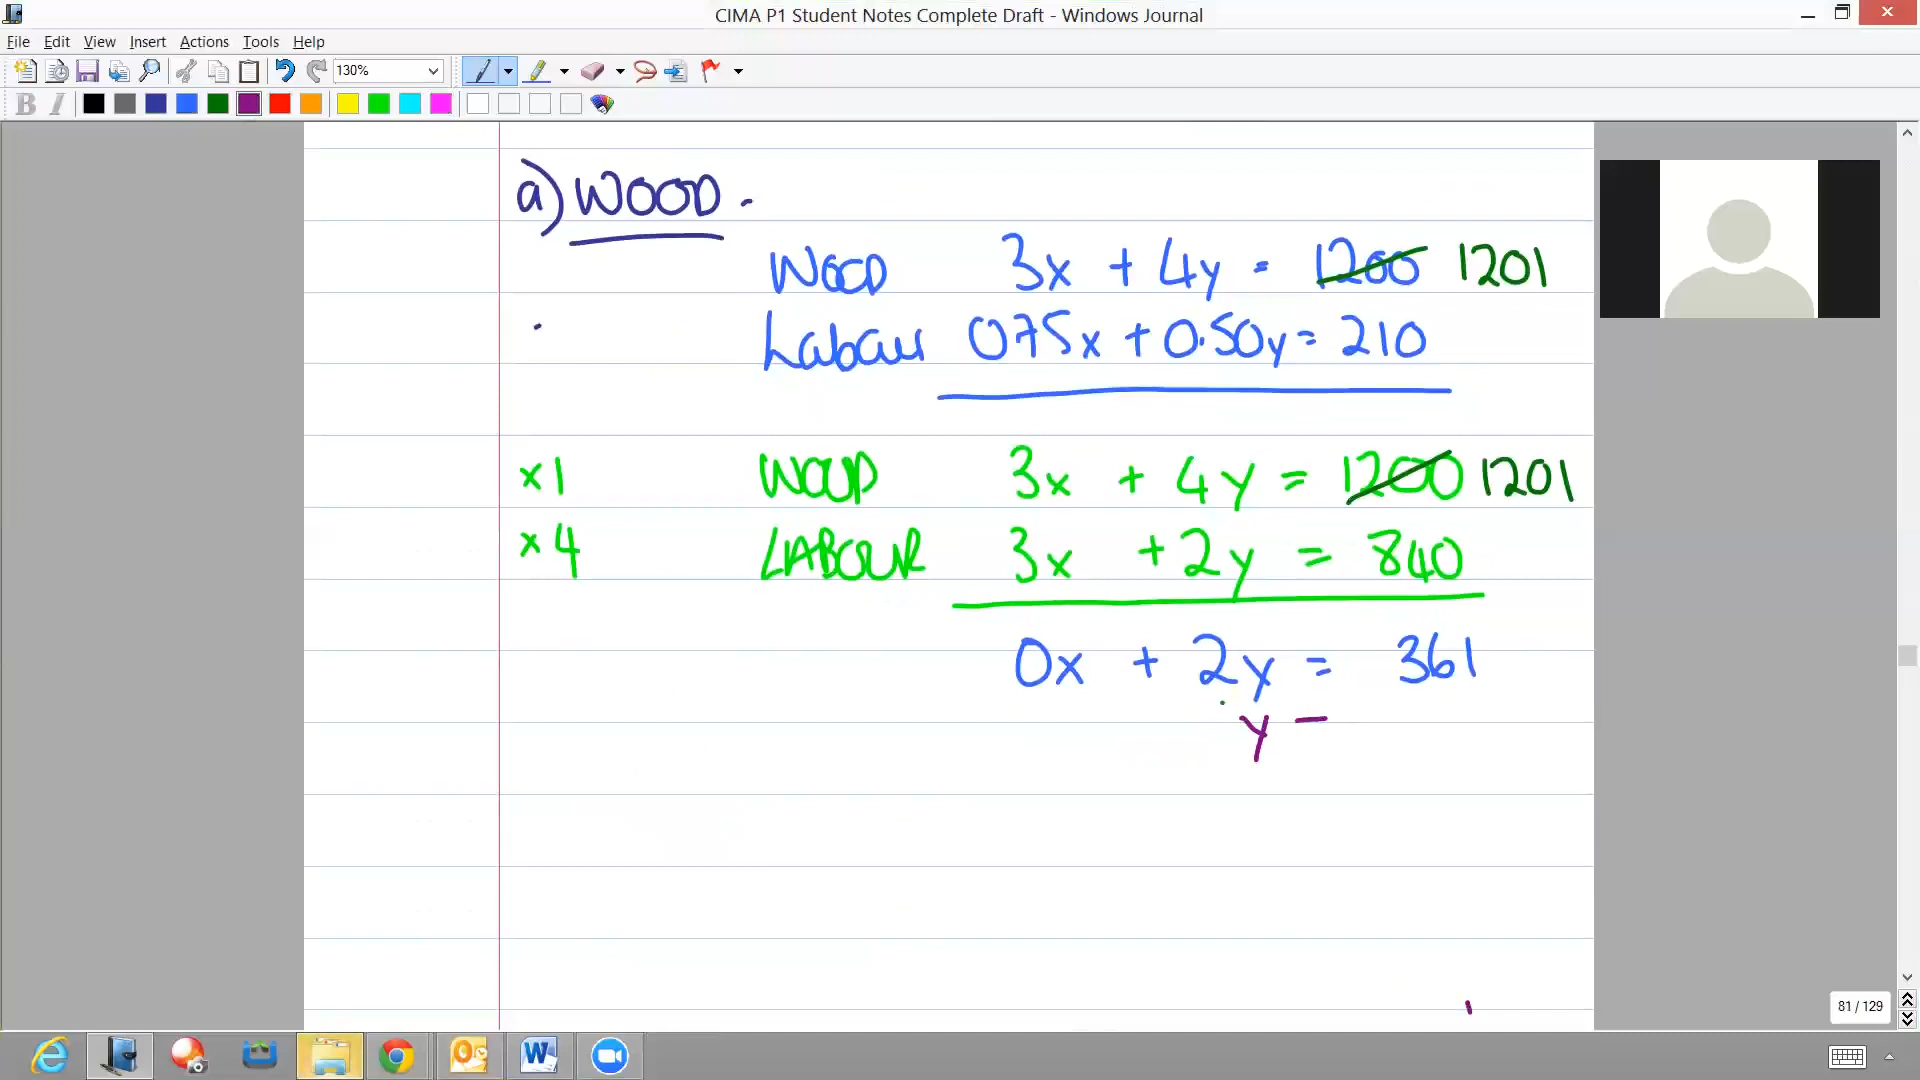 CIMA P1 Student Notes Complete Draft - Windows Journal
File Edit View Insert Actions Tools Help
130%
B I
a) WOOD.
WOOD 3x + 4y = 1200 1201
Labour 075x + 0.50y = 210
x1 WOOD 3x + 4y = 1200 1201
x4 LABOUR 3x + 2y = 840
0x + 2y = 361
y =
81 / 129